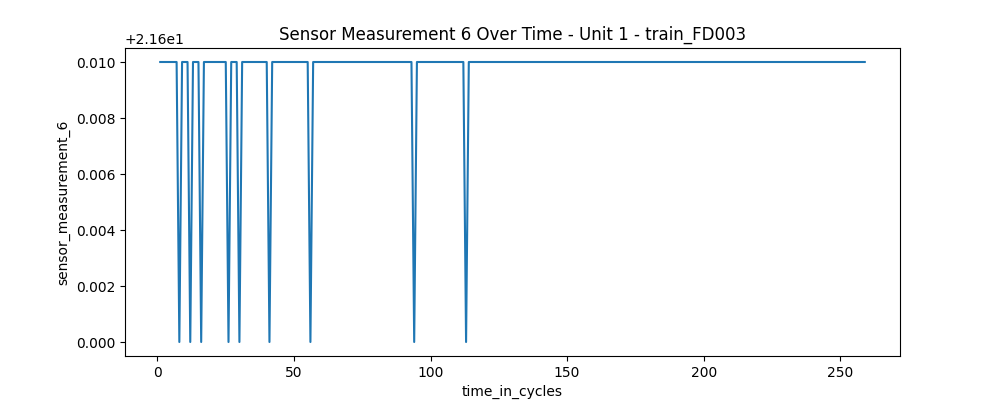 Sensor Measurement 6 Over Time - Unit 1 - train_FD003
+2.16e1
0.010
0.008
0.006
0.004
0.002
0.000
sensor_measurement_6
0 50 100 150 200 250
time_in_cycles